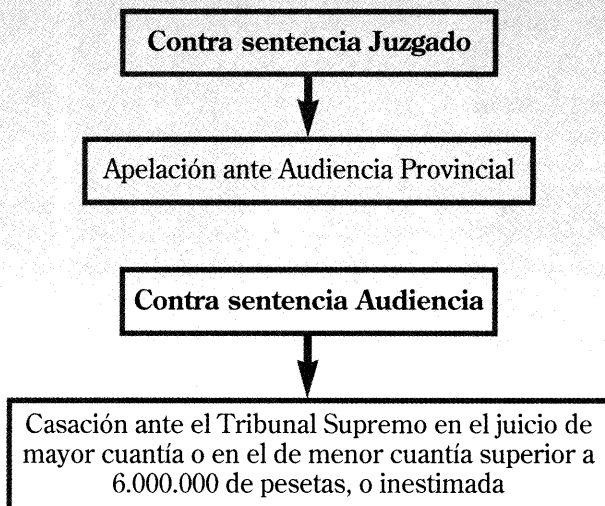 Contra sentencia Juzgado
Apelación ante Audiencia Provincial
Contra sentencia Audiencia
Casación ante el Tribunal Supremo en el juicio de
mayor cuantía o en el de menor cuantía superior a
6.000.000 de pesetas, o inestimada